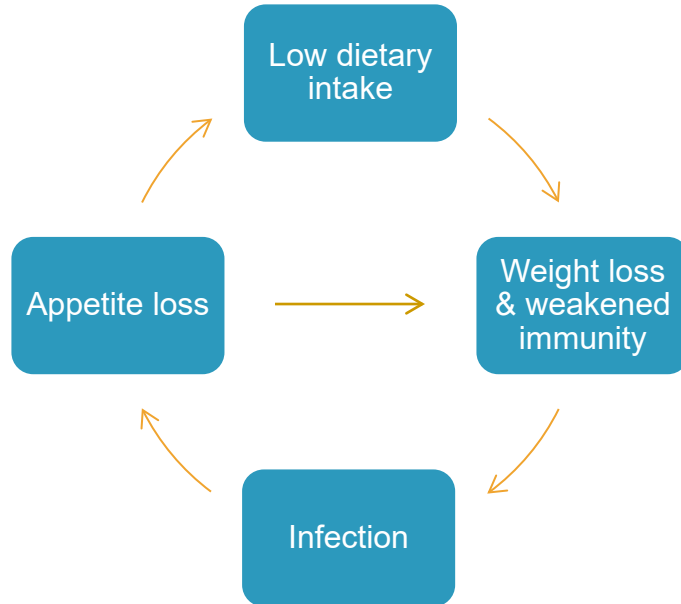 Low dietary
intake
Appetite loss
Weight loss
& weakened
immunity
Infection